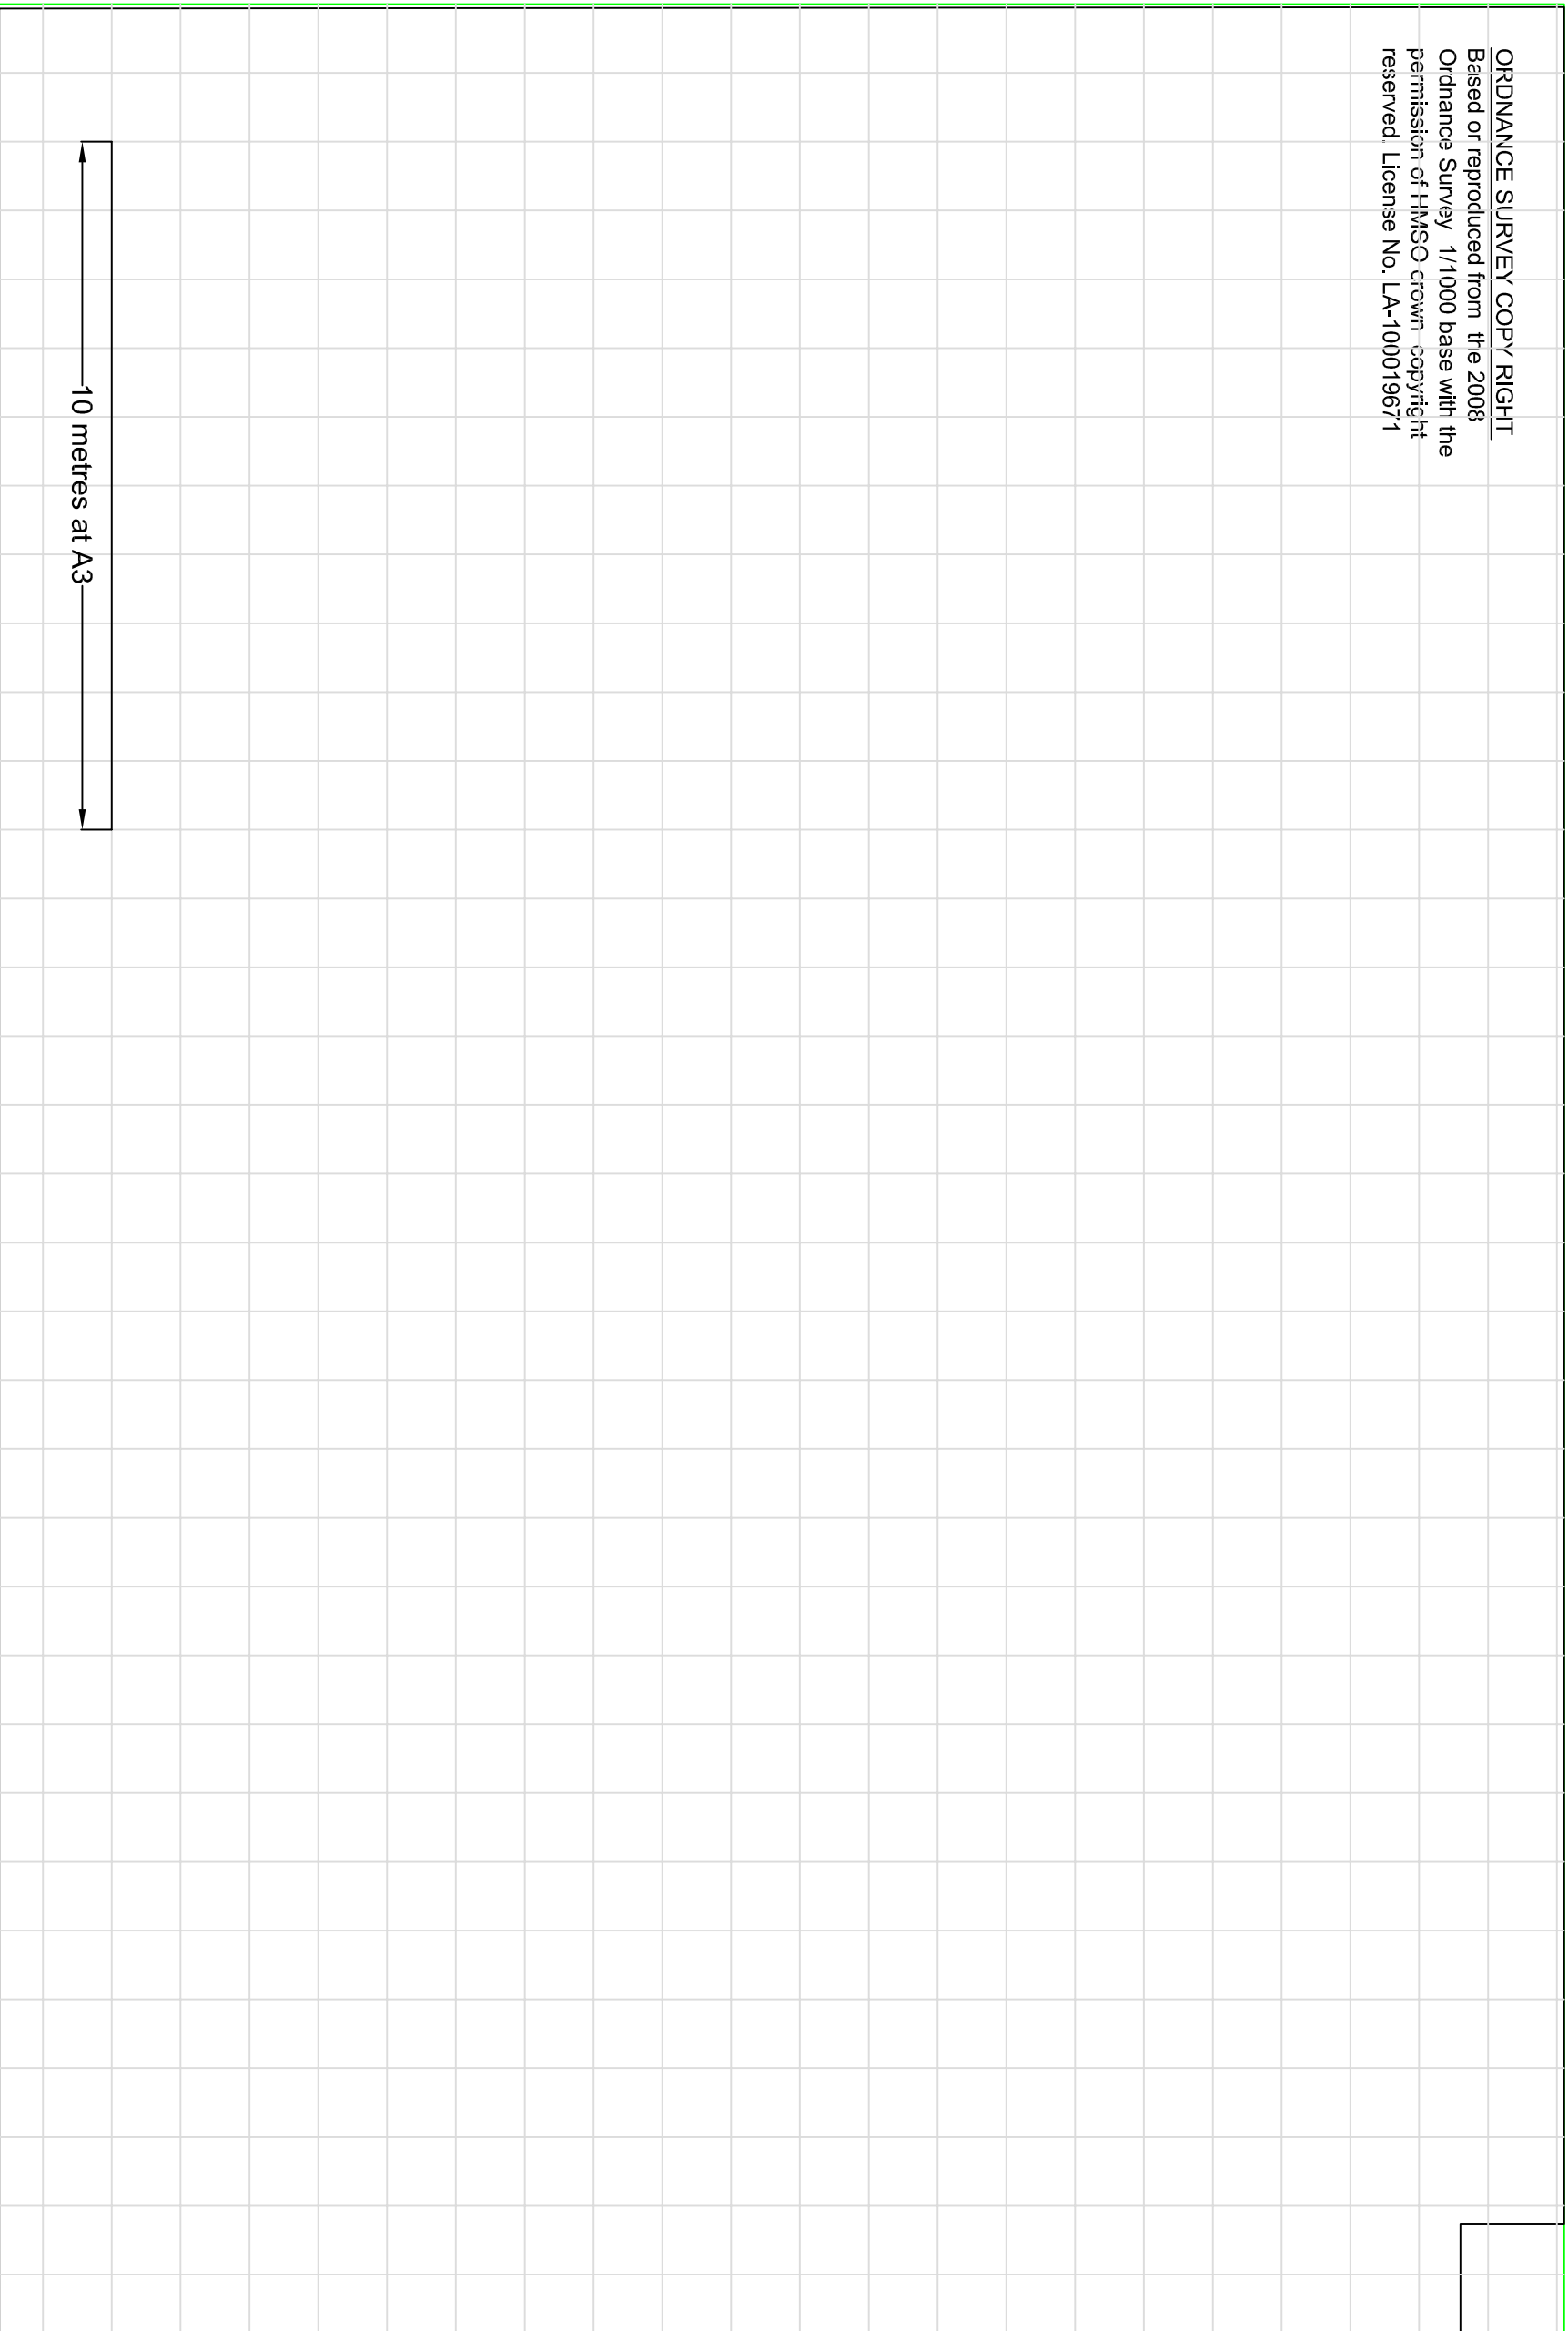 ORDNANCE SURVEY COPY RIGHT
Based or reproduced from the 2008
Ordnance Survey 1/1000 base with the
permission of HMSO crown copyright
reserved. License No. LA-100019671
10 metres at A3